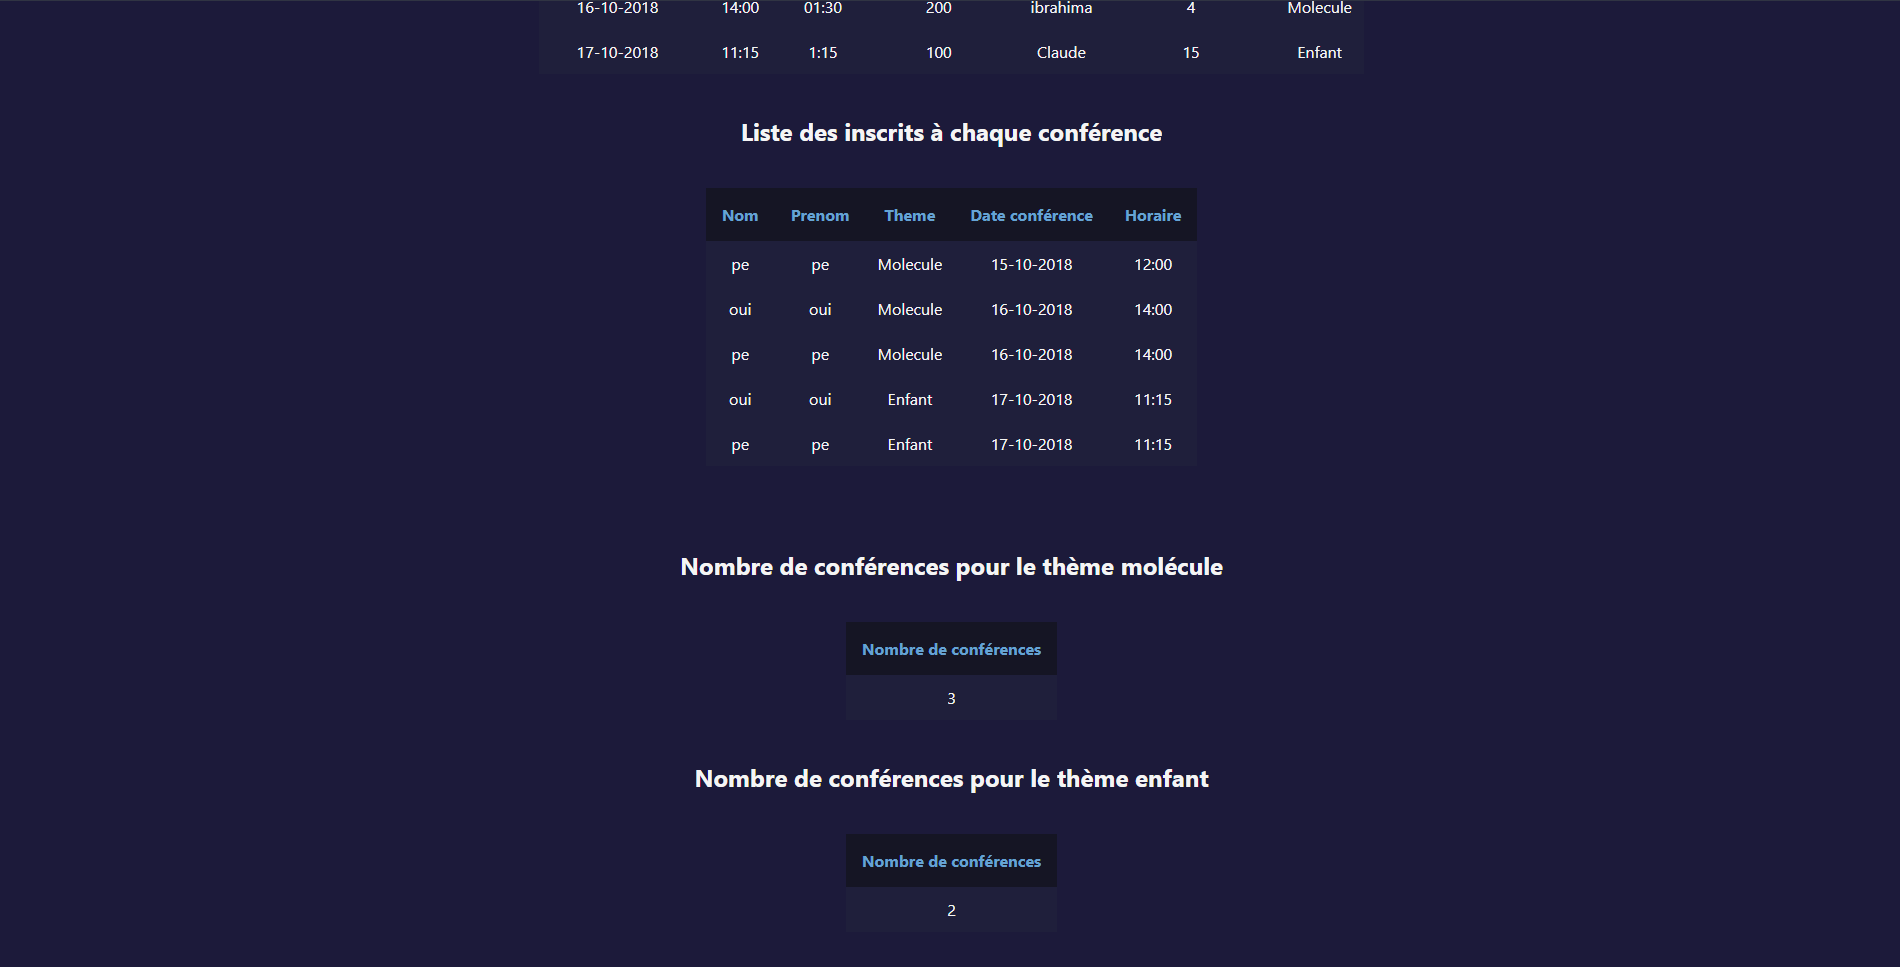 16-10-2018 14:00 01:30 200 ibrahima 4 Molecule
17-10-2018 11:15 1:15 100 Claude 15 Enfant
Liste des inscrits à chaque conférence
Nom Prenom Theme Date conférence Horaire
pe pe Molecule 15-10-2018 12:00
oui oui Molecule 16-10-2018 14:00
pe pe Molecule 16-10-2018 14:00
oui oui Enfant 17-10-2018 11:15
pe pe Enfant 17-10-2018 11:15
Nombre de conférences pour le thème molécule
Nombre de conférences
3
Nombre de conférences pour le thème enfant
Nombre de conférences
2